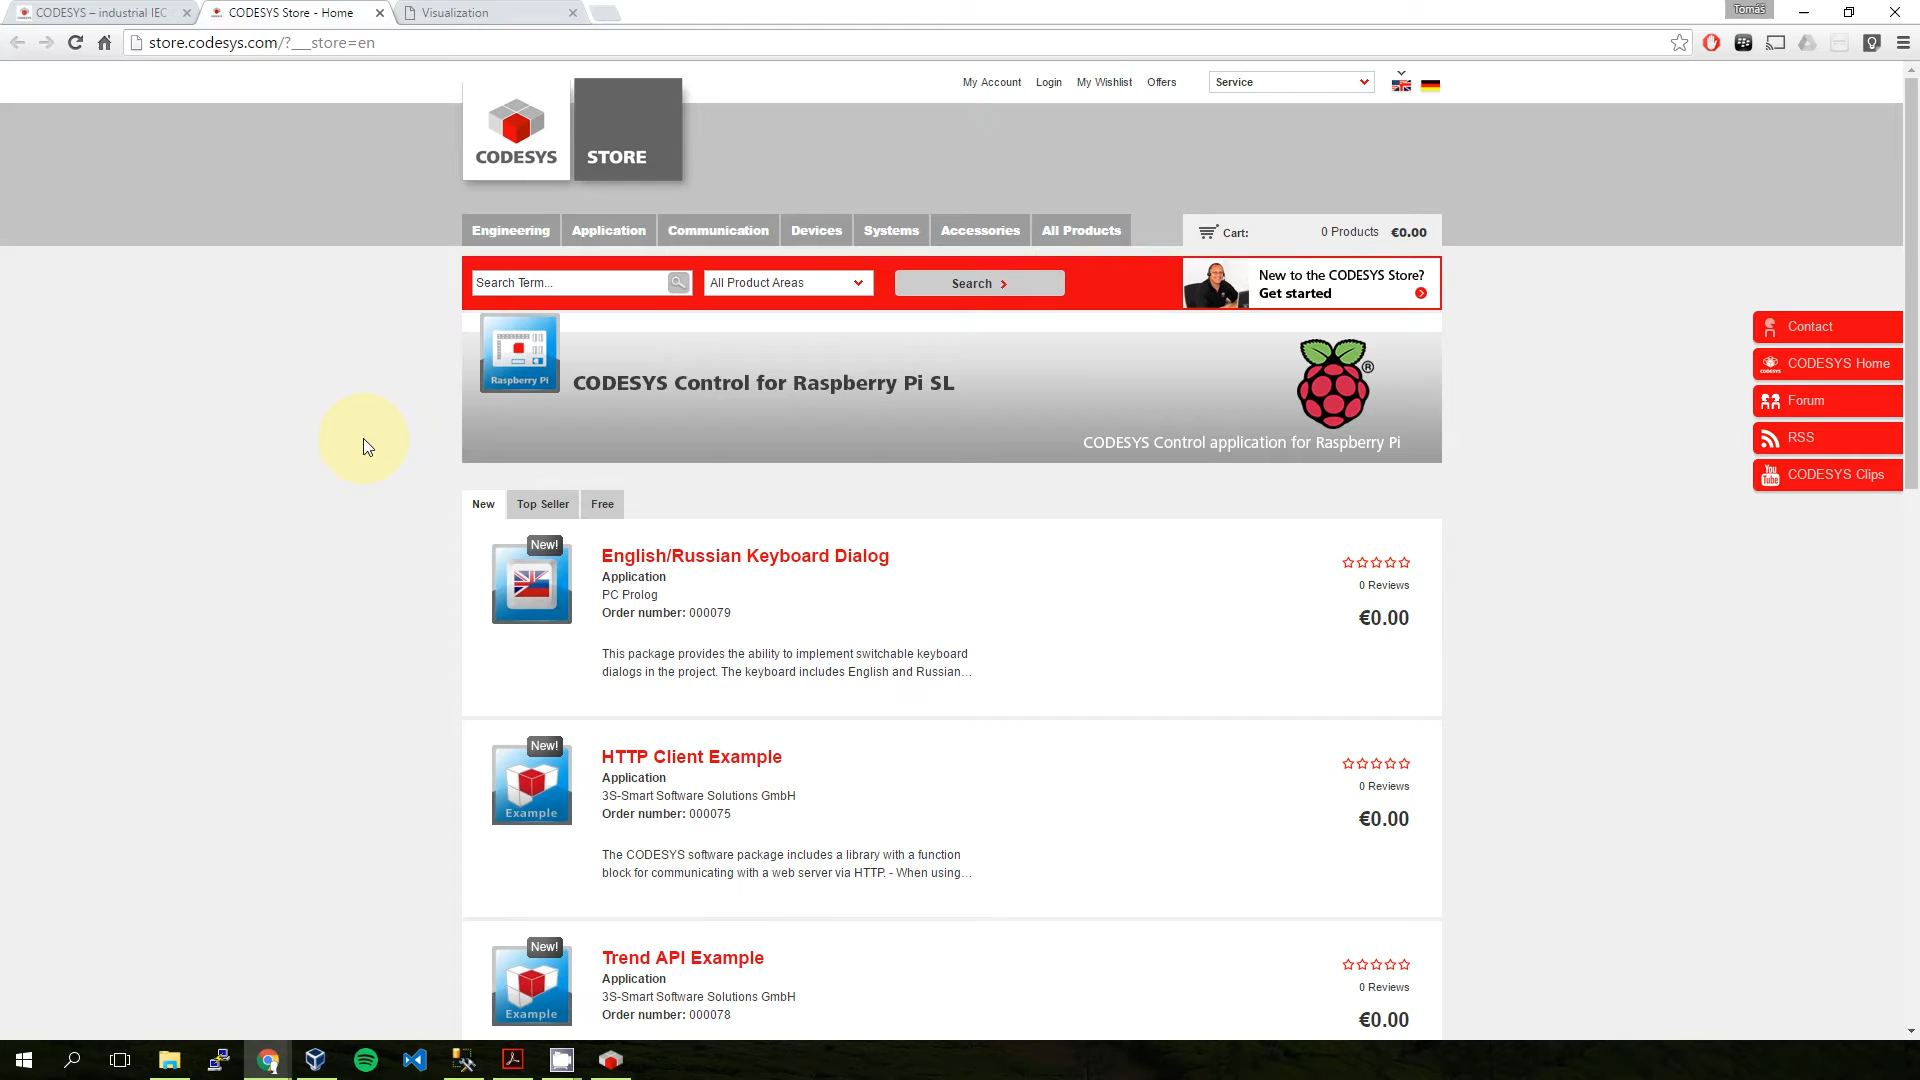 CODESYS – industrial IEC
CODESYS Store - Home
Visualization
Tomáš
store.codesys.com/?___store=en
My Account
Login
My Wishlist
Offers
Service
CODESYS
STORE
Engineering
Application
Communication
Devices
Systems
Accessories
All Products
Cart:
0 Products
€0.00
Search Term...
All Product Areas
Search
New to the CODESYS Store?
Get started
Raspberry Pi
CODESYS Control for Raspberry Pi SL
®
CODESYS Control application for Raspberry Pi
Contact
CODESYS Home
Forum
RSS
You
Tube
CODESYS Clips
New
Top Seller
Free
New!
English/Russian Keyboard Dialog
Application
PC Prolog
Order number: 000079
0 Reviews
€0.00
This package provides the ability to implement switchable keyboard
dialogs in the project. The keyboard includes English and Russian...
New!
Example
HTTP Client Example
Application
3S-Smart Software Solutions GmbH
Order number: 000075
0 Reviews
€0.00
The CODESYS software package includes a library with a function
block for communicating with a web server via HTTP. - When using...
New!
Example
Trend API Example
Application
3S-Smart Software Solutions GmbH
Order number: 000078
0 Reviews
€0.00